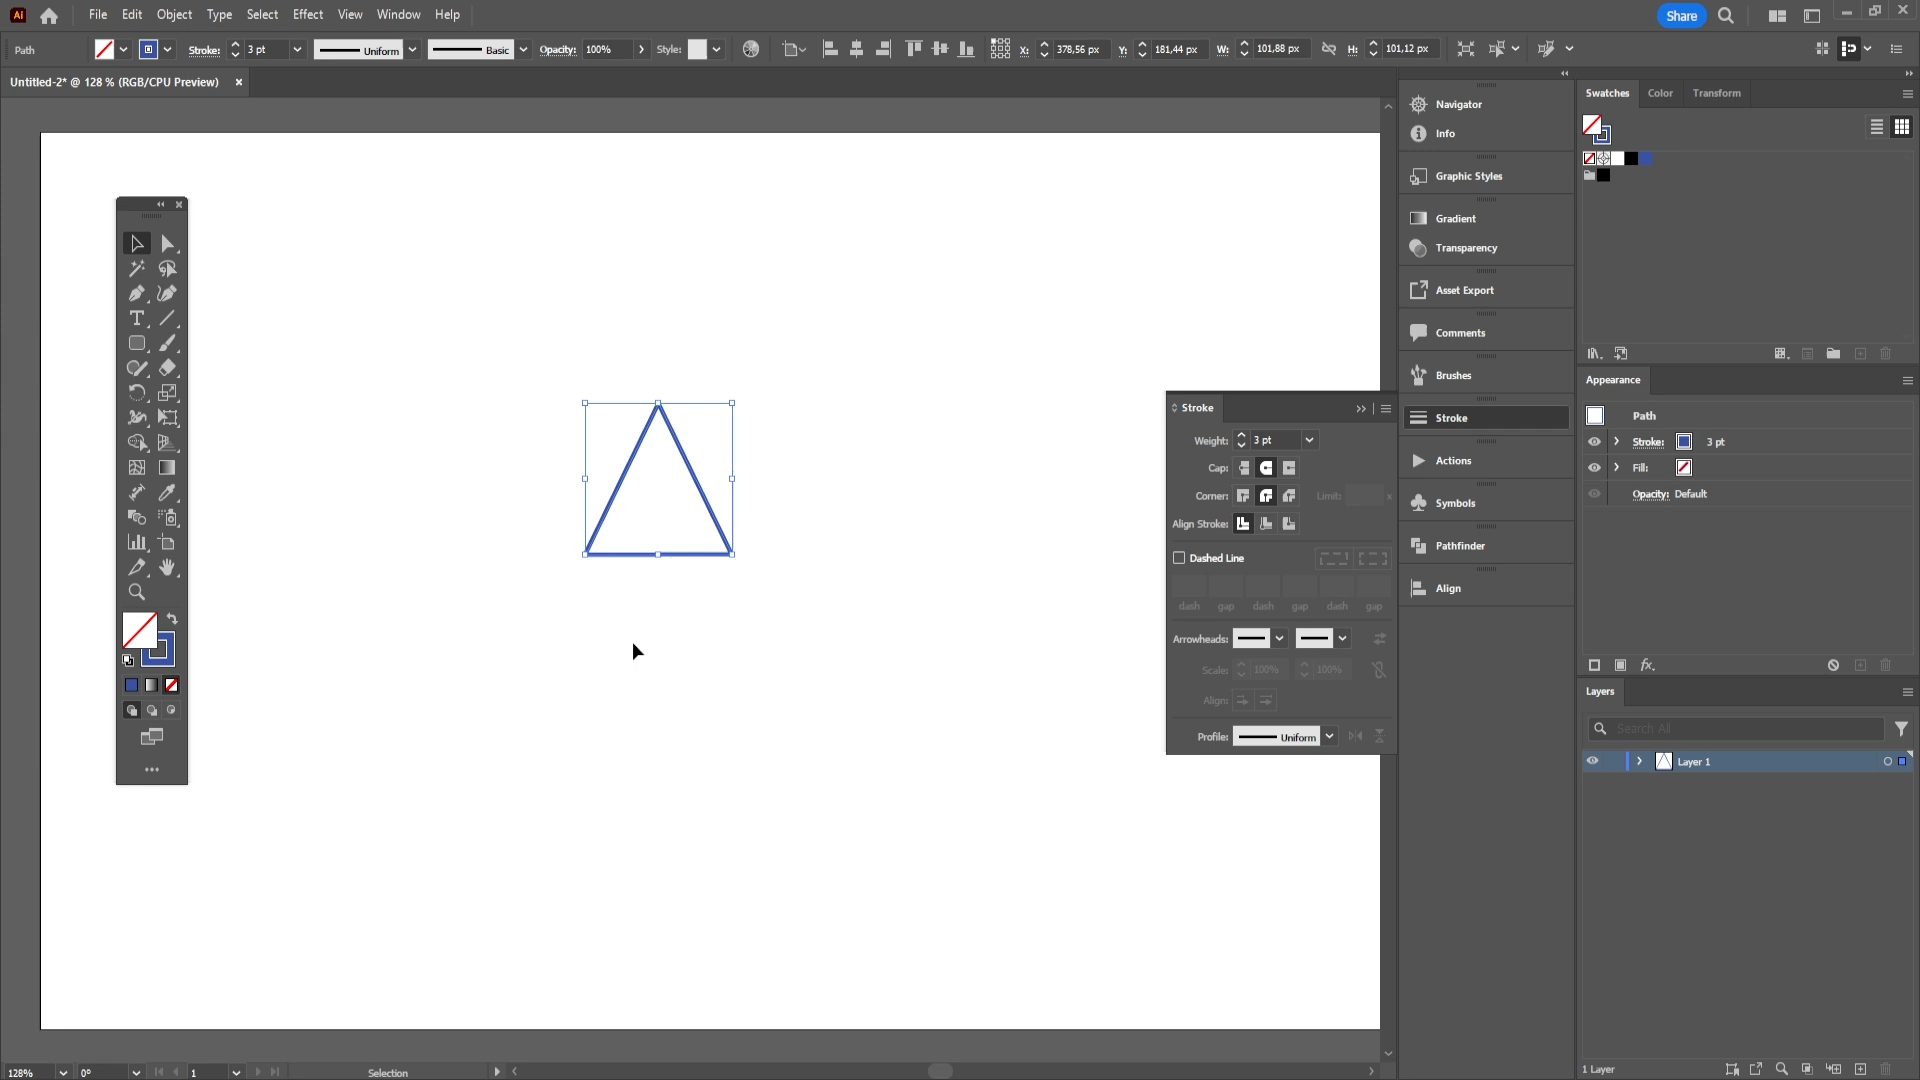 Ai File Edit Object Type Select Effect View Window Help Share
Path Stroke: 3 pt Uniform Basic Opacity: 100% Style: X: 378,56 px Y: 181,44 px W: 101,88 px H: 101,12 px
Untitled-2* @ 128 % (RGB/CPU Preview) ×
Navigator
Info
Graphic Styles
Gradient
Transparency
Asset Export
Comments
Brushes
Stroke
Actions
Symbols
Pathfinder
Align
Stroke
Weight: 3 pt
Cap:
Corner: Limit: x
Align Stroke:
Dashed Line
dash gap dash gap dash gap
Arrowheads:
Scale: 100% 100%
Align:
Profile: Uniform
Swatches Color Transform
Appearance
Path
Stroke: 3 pt
Fill:
Opacity: Default
fx.
Layers
Search All
Layer 1
1 Layer
128% 0° 1 Selection